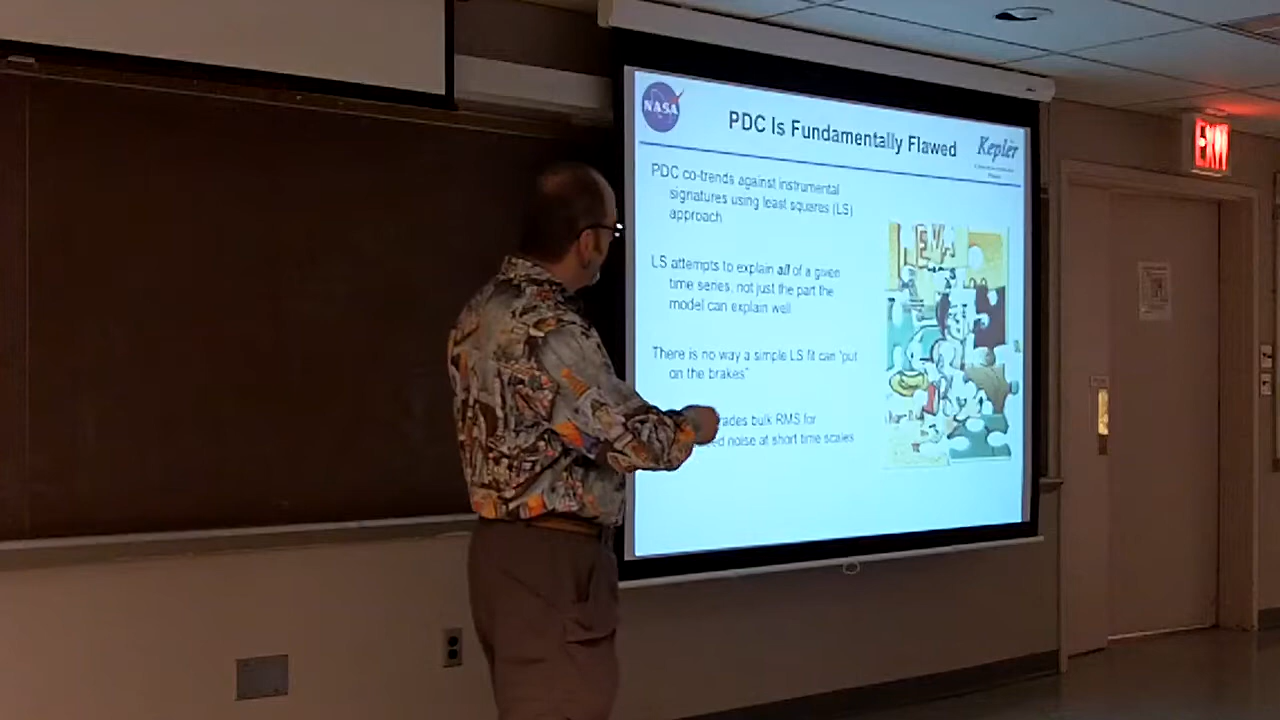 NASA
PDC Is Fundamentally Flawed
Kepler
PDC co-trends against instrumental
signatures using least squares (LS)
approach
LS attempts to explain all of a given
time series, not just the part the
model can explain well
There is no way a simple LS fit can "put
on the brakes"
ades bulk RMS for
ed noise at short time scales
EXIT